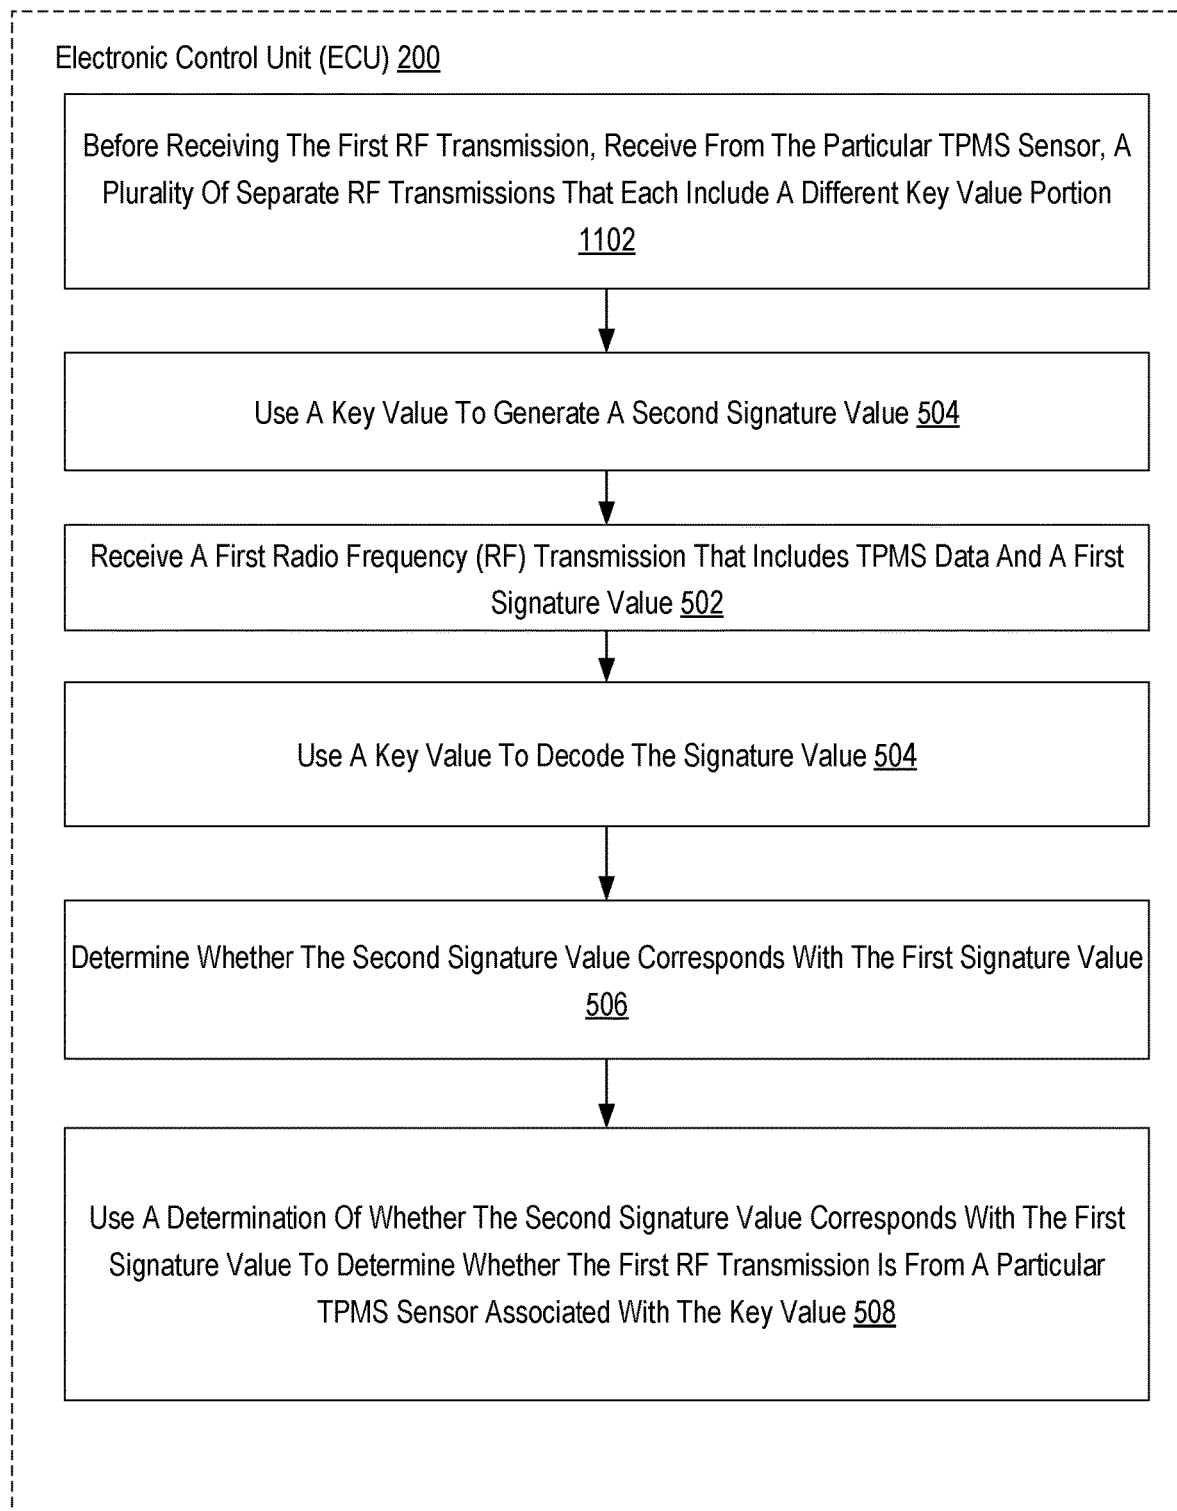 Electronic Control Unit (ECU) 200
Before Receiving The First RF Transmission, Receive From The Particular TPMS Sensor, A
Plurality Of Separate RF Transmissions That Each Include A Different Key Value Portion
1102
Use A Key Value To Generate A Second Signature Value 504
Receive A First Radio Frequency (RF) Transmission That Includes TPMS Data And A First
Signature Value 502
Use A Key Value To Decode The Signature Value 504
Determine Whether The Second Signature Value Corresponds With The First Signature Value
506
Use A Determination Of Whether The Second Signature Value Corresponds With The First
Signature Value To Determine Whether The First RF Transmission Is From A Particular
TPMS Sensor Associated With The Key Value 508